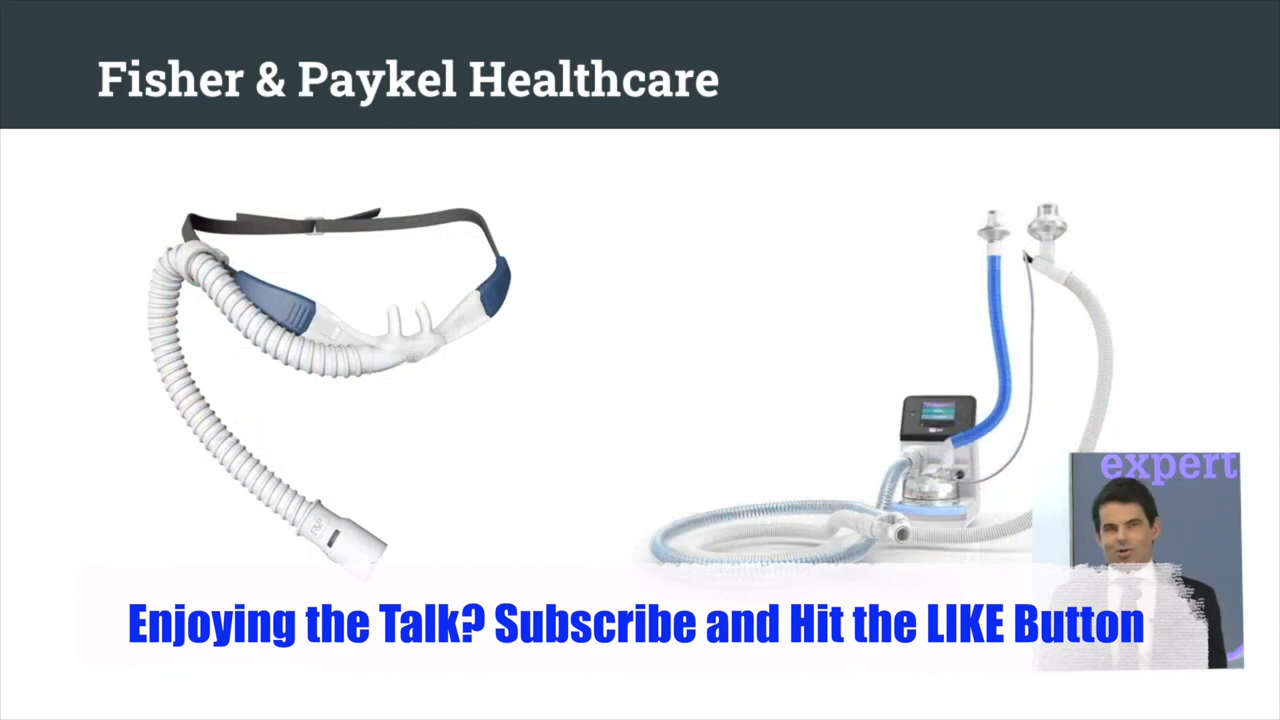 Fisher & Paykel Healthcare
expert
F&P
Enjoying the Talk? Subscribe and Hit the LIKE Button